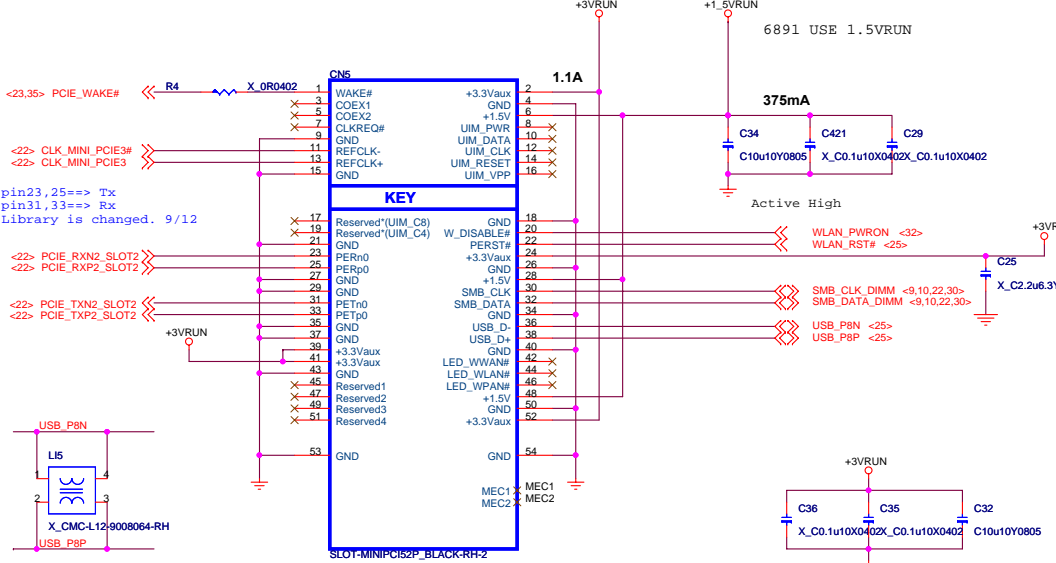 +3VRUN
+1_5VRUN
6891 USE 1.5VRUN
CN5
1.1A
<23,35> PCIE_WAKE#
R4
X_0R0402
1 WAKE# +3.3Vaux 2
3 COEX1 GND 4
5 COEX2 +1.5V 6
375mA
7 CLKREQ# UIM_PWR 8
9 GND UIM_DATA 10
<22> CLK_MINI_PCIE3# 11 REFCLK- UIM_CLK 12
<22> CLK_MINI_PCIE3 13 REFCLK+ UIM_RESET 14
15 GND UIM_VPP 16
C34
C421
C29
C10u10Y0805
X_C0.1u10X0402
X_C0.1u10X0402
pin23,25==> Tx
pin31,33==> Rx
Library is changed. 9/12
KEY
Active High
17 Reserved*(UIM_C8) GND 18
19 Reserved*(UIM_C4) W_DISABLE# 20 WLAN_PWRON <32>
21 GND PERST# 22 WLAN_RST# <25>
<22> PCIE_RXN2_SLOT2 23 PERn0 +3.3Vaux 24
<22> PCIE_RXP2_SLOT2 25 PERp0 GND 26
27 GND +1.5V 28
29 GND SMB_CLK 30 SMB_CLK_DIMM <9,10,22,30>
<22> PCIE_TXN2_SLOT2 31 PETn0 SMB_DATA 32 SMB_DATA_DIMM <9,10,22,30>
<22> PCIE_TXP2_SLOT2 33 PETp0 GND 34
35 GND USB_D- 36 USB_P8N <25>
37 GND USB_D+ 38 USB_P8P <25>
39 +3.3Vaux GND 40
41 +3.3Vaux LED_WWAN# 42
43 GND LED_WLAN# 44
45 Reserved1 LED_WPAN# 46
47 Reserved2 +1.5V 48
49 Reserved3 GND 50
51 Reserved4 +3.3Vaux 52
53 GND GND 54
MEC1 MEC1
MEC2 MEC2
SLOT-MINIPCI52P_BLACK-RH-2
+3VRUN
+3VR
C25
X_C2.2u6.3Y
USB_P8N
LI5
1
4
2
3
X_CMC-L12-9008064-RH
USB_P8P
+3VRUN
C36
C35
C32
X_C0.1u10X0402
X_C0.1u10X0402
C10u10Y0805